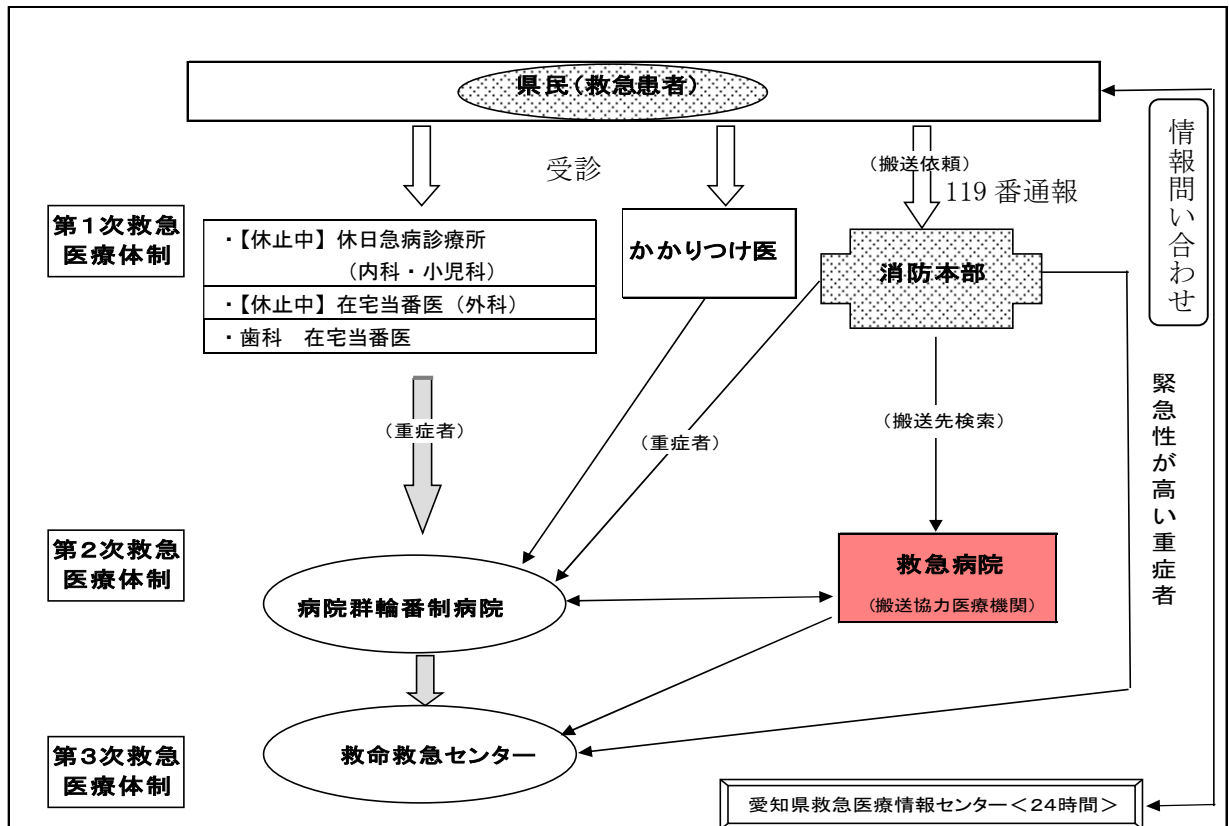 県民(救急患者)
受診
(搬送依頼)
119番通報
情報問い合わせ
第1次救急
医療体制
・【休止中】休日急病診療所
(内科・小児科)
・【休止中】在宅当番医(外科)
・歯科 在宅当番医
かかりつけ医
消防本部
(重症者)
(重症者)
(搬送先検索)
緊急性が高い重症者
第2次救急
医療体制
病院群輪番制病院
救急病院
(搬送協力医療機関)
第3次救急
医療体制
救命救急センター
愛知県救急医療情報センター<24時間>